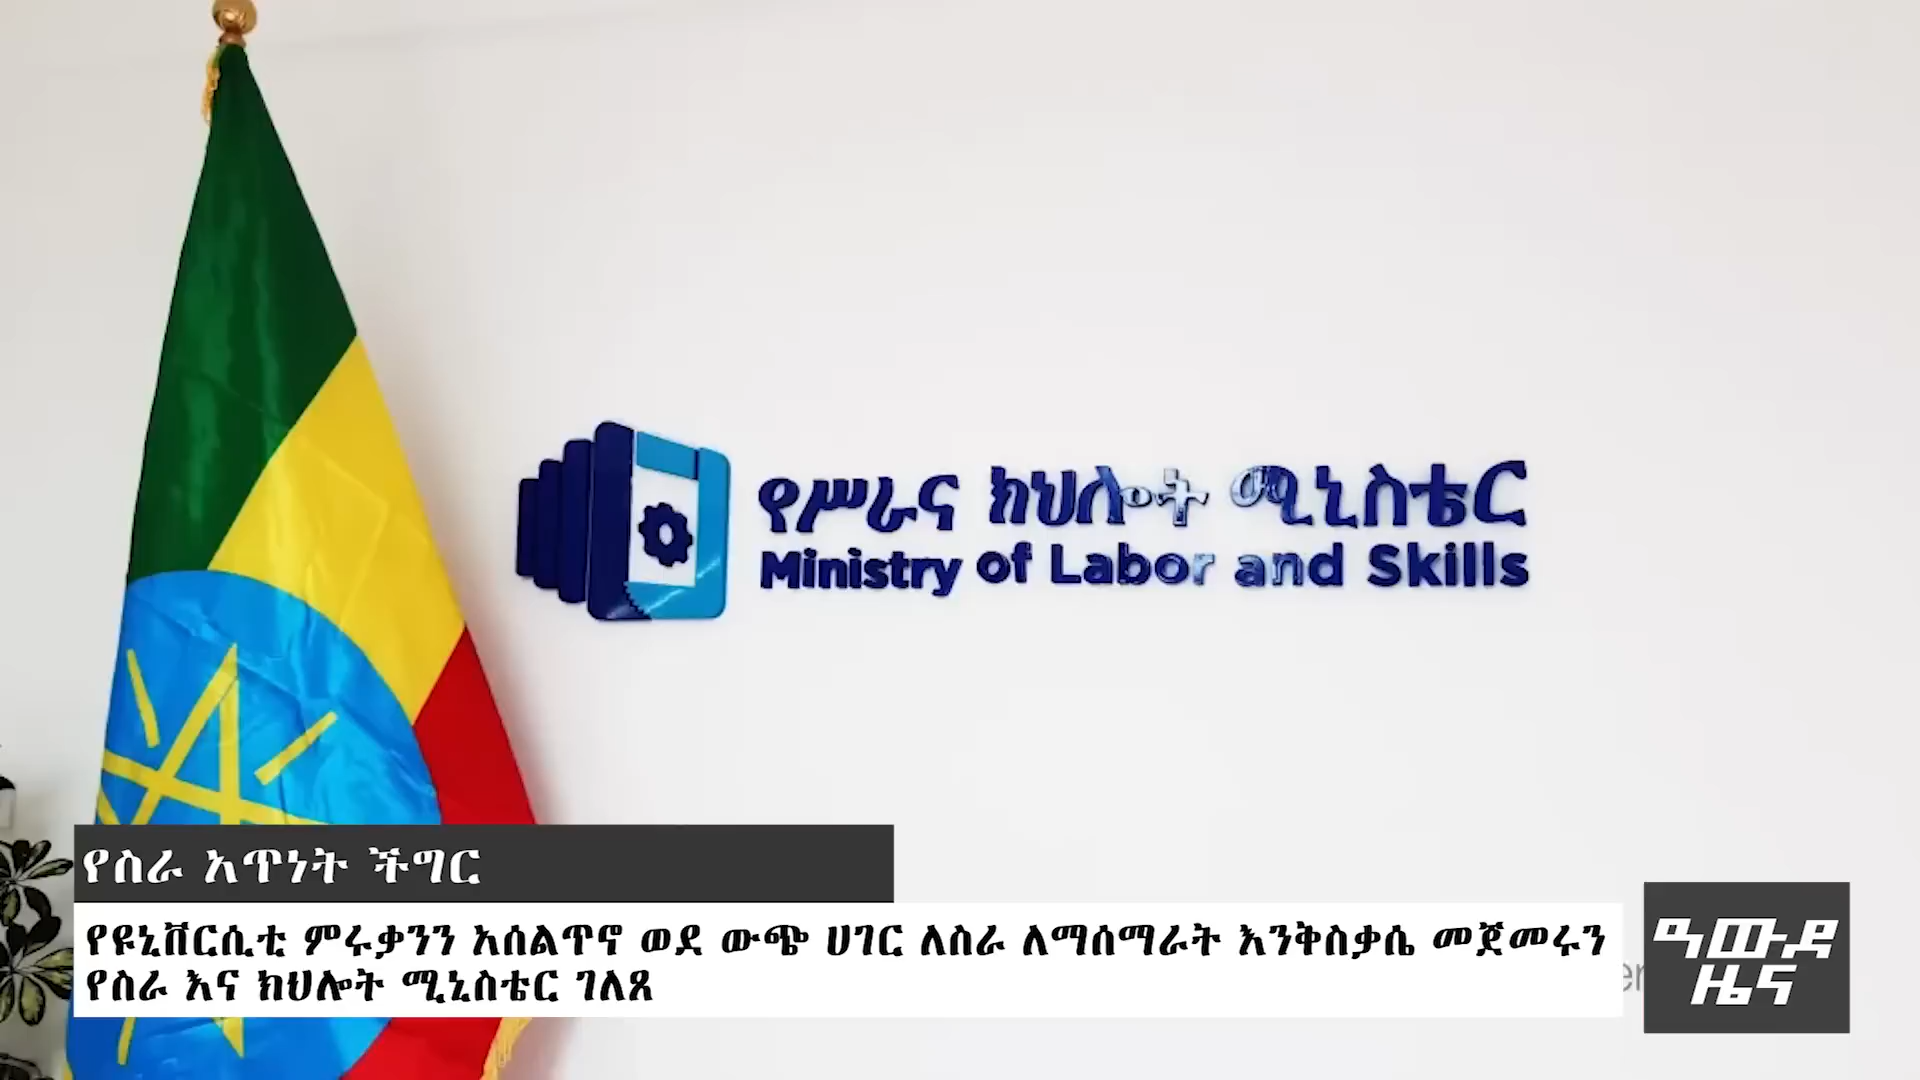 የሥራና ክህሎት ሚኒስቴር
Ministry of Labor and Skills
የስራ አጥነት ችግር
የዩኒቨርሲቲ ምሩቃንን አሰልጥኖ ወደ ውጭ ሀገር ለስራ ለማሰማራት እንቅስቃሴ መጀመሩን
የስራ እና ክህሎት ሚኒስቴር ገለጸ
ዓውደ
ዜና